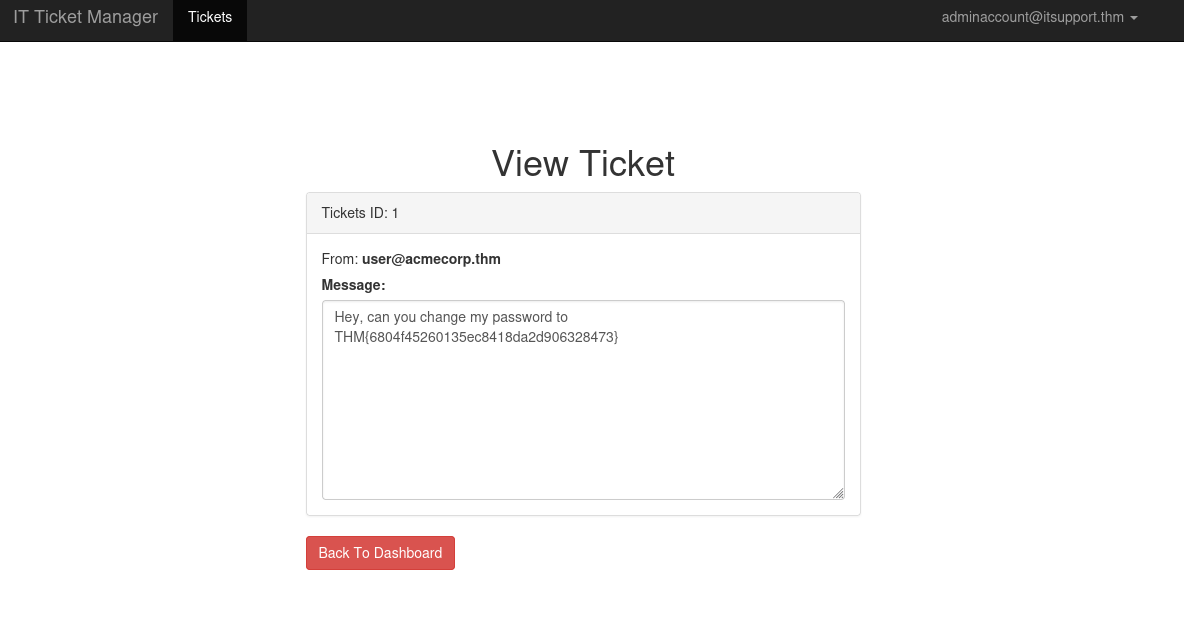 IT Ticket Manager
Tickets
adminaccount@itsupport.thm
View Ticket
Tickets ID: 1
From: user@acmecorp.thm
Message:
Hey, can you change my password to
THM{6804f45260135ec8418da2d906328473}
Back To Dashboard